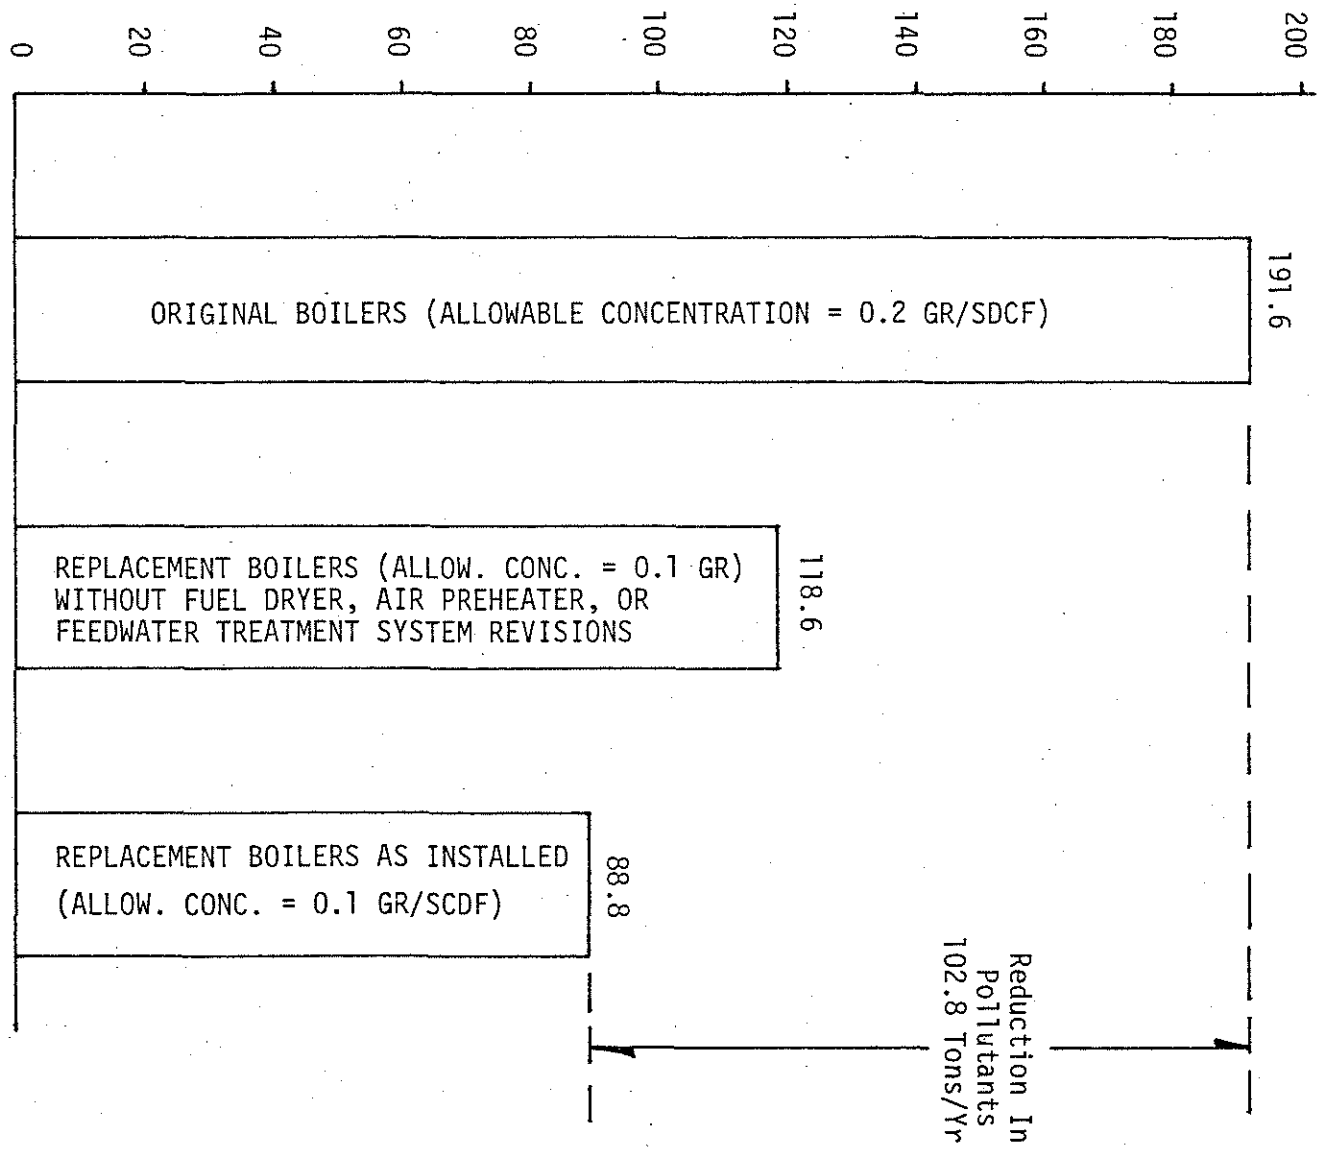 0
20
40
60
80
100
120
140
160
180
200
191.6
ORIGINAL BOILERS (ALLOWABLE CONCENTRATION = 0.2 GR/SDCF)
118.6
REPLACEMENT BOILERS (ALLOW. CONC. = 0.1 GR)
WITHOUT FUEL DRYER, AIR PREHEATER, OR
FEEDWATER TREATMENT SYSTEM REVISIONS
88.8
REPLACEMENT BOILERS AS INSTALLED
(ALLOW. CONC. = 0.1 GR/SCDF)
Reduction In
Pollutants
102.8 Tons/Yr